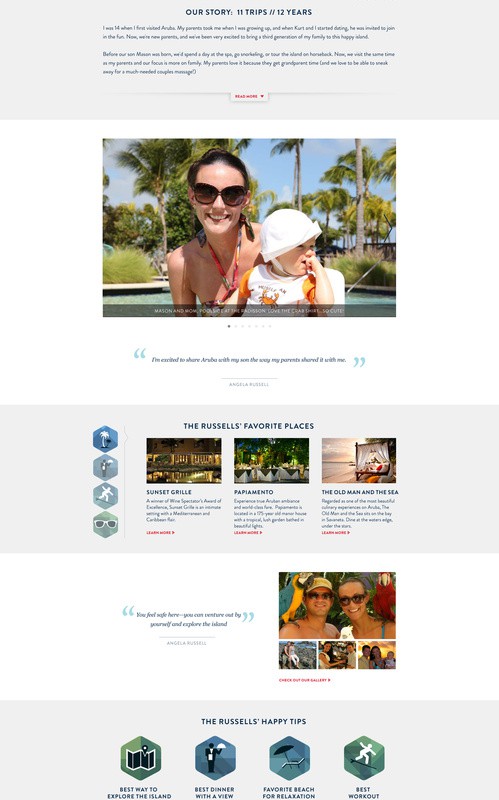 OUR STORY: 11 TRIPS // 12 YEARS
I was 14 when I first visited Aruba. My parents took me when I was growing up, and when Kurt and I started dating, he was invited to join
in the fun. Now, we're new parents, and we've been very excited to bring a third generation of my family to this happy island.
Before our son Mason was born, we'd spend a day at the spa, go snorkeling, or tour the island on horseback. Now, we visit the same time
as my parents and our focus is more on family. My parents love it because they get grandparent time (and we love to be able to sneak
away for a much-needed couples massage!)
READ MORE
MASON AND MOM, POOLSIDE AT THE RADISSON. LOVE THE CRAB SHIRT...SO CUTE!
“ I'm excited to share Aruba with my son the way my parents shared it with me. ”
ANGELA RUSSELL
THE RUSSELLS' FAVORITE PLACES
SUNSET GRILLE
A winner of Wine Spectator's Award of
Excellence, Sunset Grille is an intimate
setting with a Mediterranean and
Caribbean flair.
LEARN MORE
PAPIAMENTO
Experience true Aruban ambiance
and world-class fare. Papiamento is
located in a 175-year old manor house
with a tropical, lush garden bathed in
beautiful lights.
LEARN MORE
THE OLD MAN AND THE SEA
Regarded as one of the most beautiful
culinary experiences on Aruba, The
Old Man and the Sea sits on the bay
in Savaneta. Dine at the waters edge,
under the stars.
LEARN MORE
“ You feel safe here—you can venture out by ”
yourself and explore the island
ANGELA RUSSELL
CHECK OUT OUR GALLERY
THE RUSSELLS' HAPPY TIPS
BEST WAY TO
EXPLORE THE ISLAND
BEST DINNER
WITH A VIEW
FAVORITE BEACH
FOR RELAXATION
BEST
WORKOUT